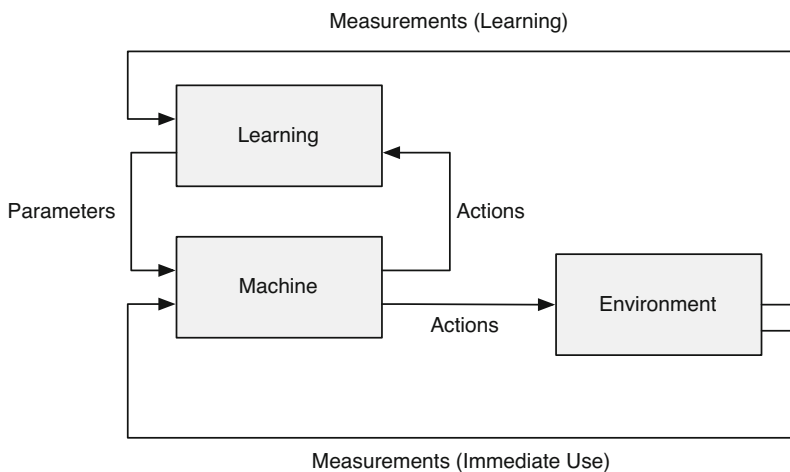 Measurements (Learning)
Learning
Parameters
Actions
Machine
Environment
Actions
Measurements (Immediate Use)